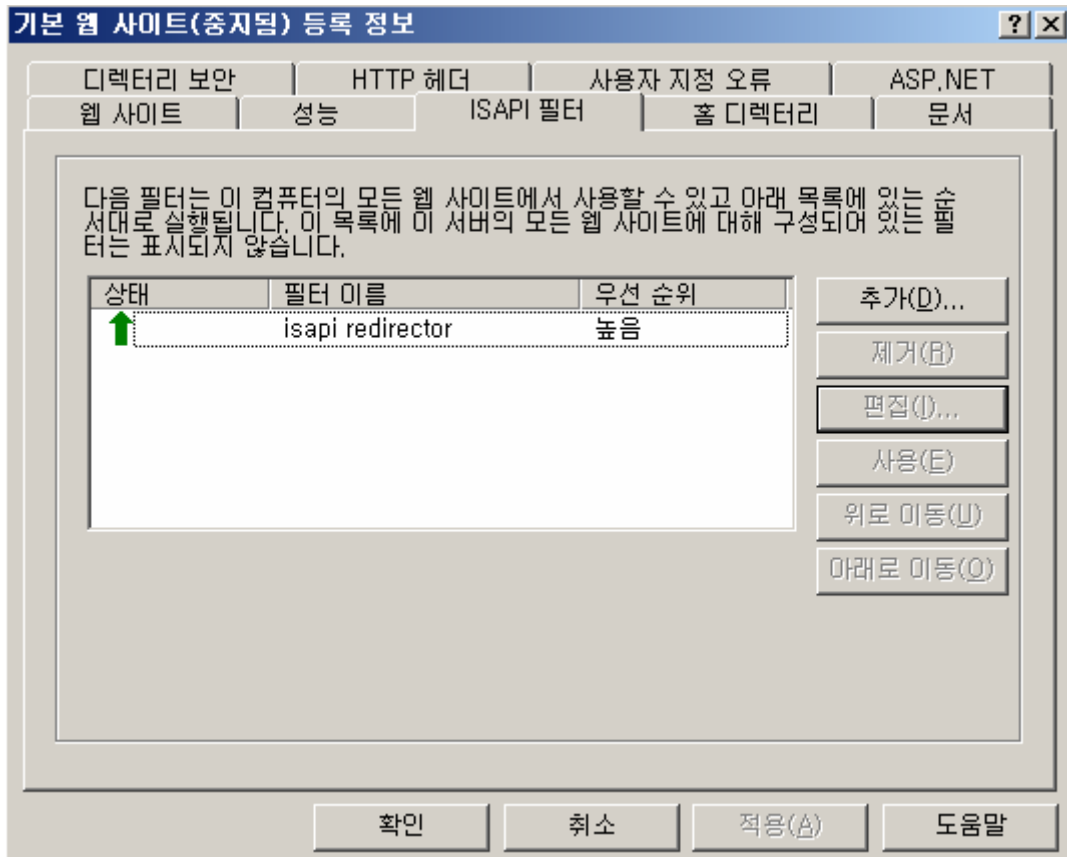 기본 웹 사이트(중지됨) 등록 정보
디렉터리 보안 HTTP 헤더 사용자 지정 오류 ASP.NET
웹 사이트 성능 ISAPI 필터 홈 디렉터리 문서
다음 필터는 이 컴퓨터의 모든 웹 사이트에서 사용할 수 있고 아래 목록에 있는 순
서대로 실행됩니다. 이 목록에 이 서버의 모든 웹 사이트에 대해 구성되어 있는 필
터는 표시되지 않습니다.
상태 필터 이름 우선 순위
isapi redirector 높음
추가(D)...
제거(R)
편집(I)...
사용(E)
위로 이동(U)
아래로 이동(O)
확인 취소 적용(A) 도움말